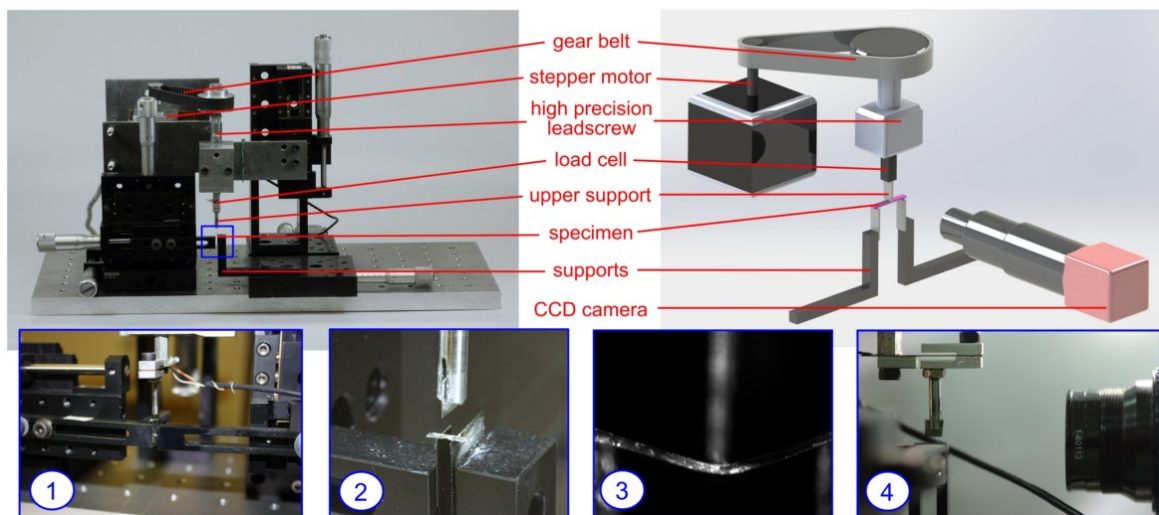 gear belt
stepper motor
high precision
leadscrew
load cell
upper support
specimen
supports
CCD camera
1
2
3
4